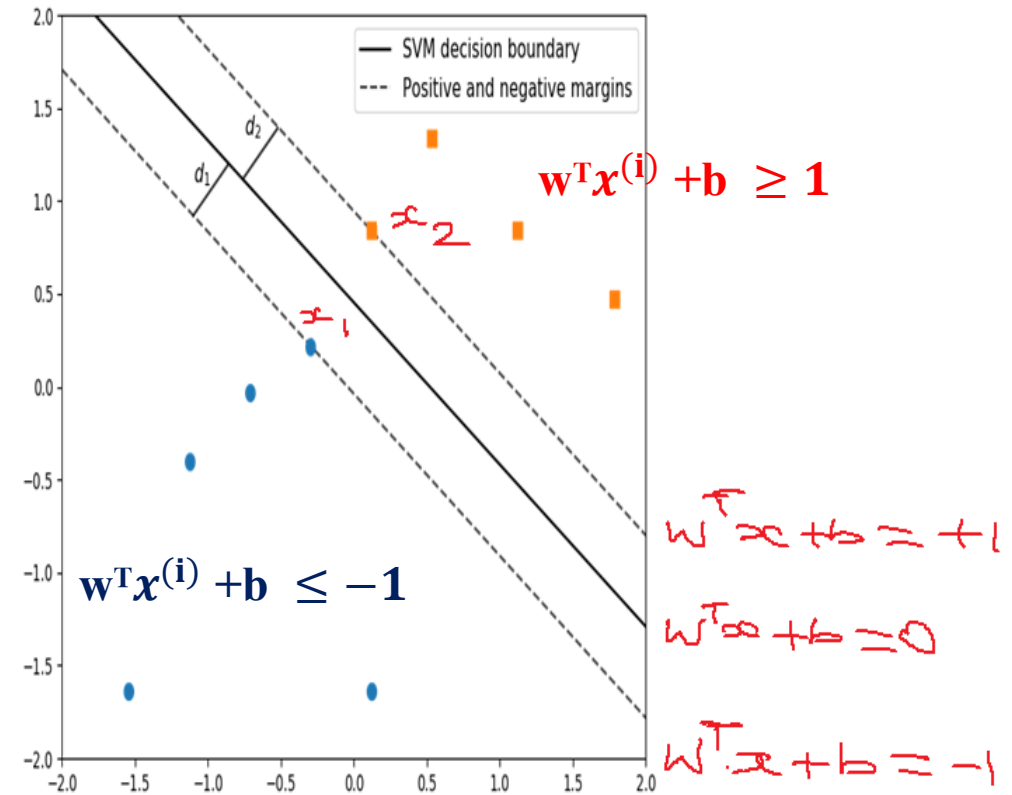 2.0
SVM decision boundary
Positive and negative margins
1.5
d₂
d₁
wᵀx⁽ⁱ⁾ +b ≥ 1
1.0
x₂
0.5
x₁
0.0
−0.5
wᵀx+b=+1
−1.0
wᵀx⁽ⁱ⁾ +b ≤ −1
wᵀx+b=0
−1.5
wᵀx+b=−1
−2.0
−2.0 −1.5 −1.0 −0.5 0.0 0.5 1.0 1.5 2.0